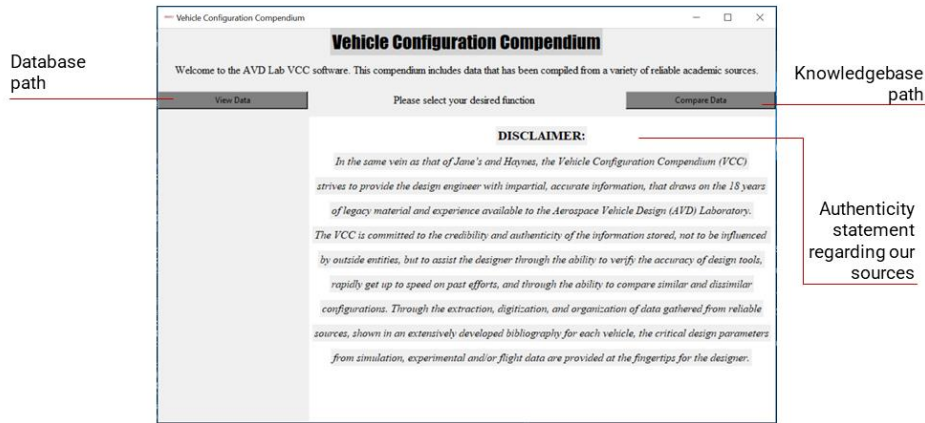 Vehicle Configuration Compendium
Vehicle Configuration Compendium
Welcome to the AVD Lab VCC software. This compendium includes data that has been compiled from a variety of reliable academic sources.
Database
path
Knowledgebase
path
View Data
Please select your desired function
Compare Data
DISCLAIMER:
In the same vein as that of Jane's and Haynes, the Vehicle Configuration Compendium (VCC)
strives to provide the design engineer with impartial, accurate information, that draws on the 18 years
of legacy material and experience available to the Aerospace Vehicle Design (AVD) Laboratory.
The VCC is committed to the credibility and authenticity of the information stored, not to be influenced
by outside entities, but to assist the designer through the ability to verify the accuracy of design tools,
rapidly get up to speed on past efforts, and through the ability to compare similar and dissimilar
configurations. Through the extraction, digitization, and organization of data gathered from reliable
sources, shown in an extensively developed bibliography for each vehicle, the critical design parameters
from simulation, experimental and/or flight data are provided at the fingertips for the designer.
Authenticity
statement
regarding our
sources